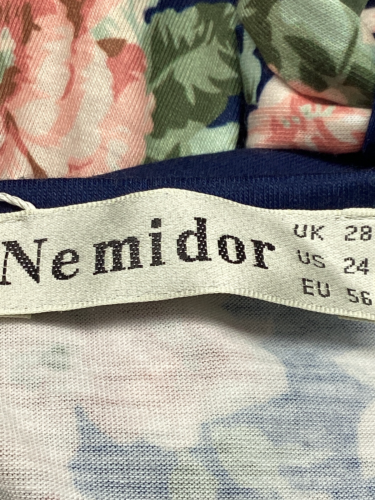 Nemidor
UK 28
US 24
EU 56